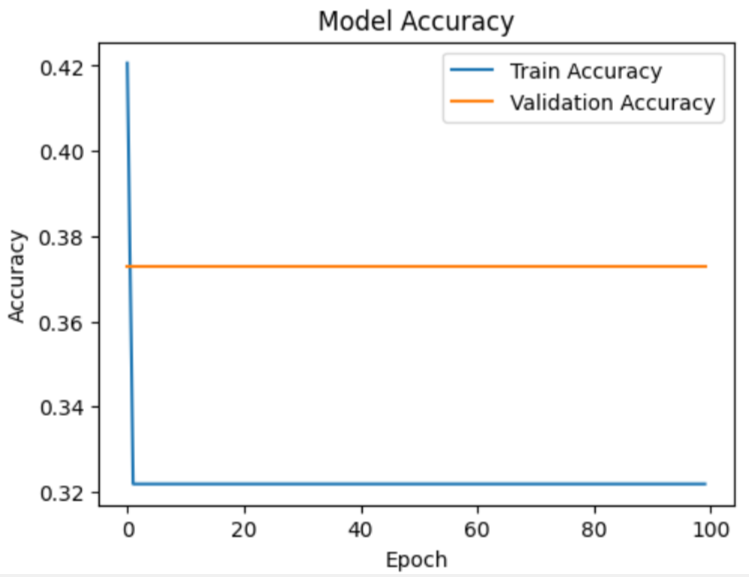 Model Accuracy
Train Accuracy
Validation Accuracy
Accuracy
0.42
0.40
0.38
0.36
0.34
0.32
0 20 40 60 80 100
Epoch